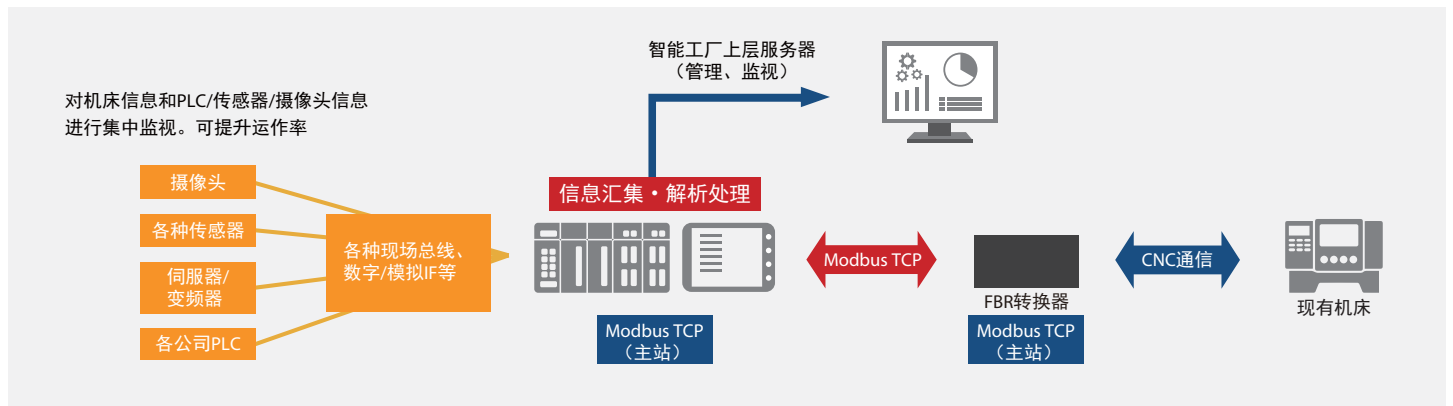 智能工厂上层服务器
（管理、监视）
对机床信息和PLC/传感器/摄像头信息
进行集中监视。可提升运作率
摄像头
各种传感器
伺服器/
变频器
各公司PLC
各种现场总线、
数字/模拟IF等
信息汇集・解析处理
Modbus TCP
（主站）
Modbus TCP
FBR转换器
Modbus TCP
（主站）
CNC通信
现有机床